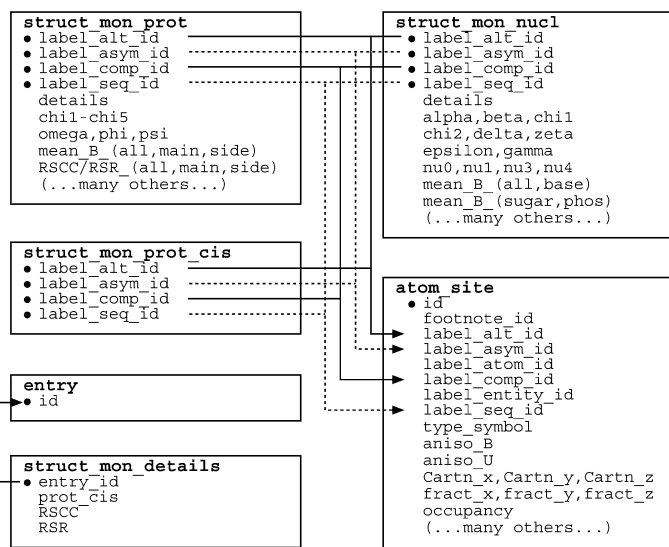 struct_mon_prot
label_alt_id
label_asym_id
label_comp_id
label_seq_id
details
chi1-chi5
omega,phi,psi
mean_B_(all,main,side)
RSCC/RSR_(all,main,side)
(...many others...)
struct_mon_nucl
label_alt_id
label_asym_id
label_comp_id
label_seq_id
details
alpha,beta,chi1
chi2,delta,zeta
epsilon,gamma
nu0,nu1,nu3,nu4
mean_B_(all,base)
mean_B_(sugar,phos)
(...many others...)
struct_mon_prot_cis
label_alt_id
label_asym_id
label_comp_id
label_seq_id
atom_site
id
footnote_id
label_alt_id
label_asym_id
label_atom_id
label_comp_id
label_entity_id
label_seq_id
type_symbol
aniso_B
aniso_U
Cartn_x,Cartn_y,Cartn_z
fract_x,fract_y,fract_z
occupancy
(...many others...)
entry
id
struct_mon_details
entry_id
prot_cis
RSCC
RSR